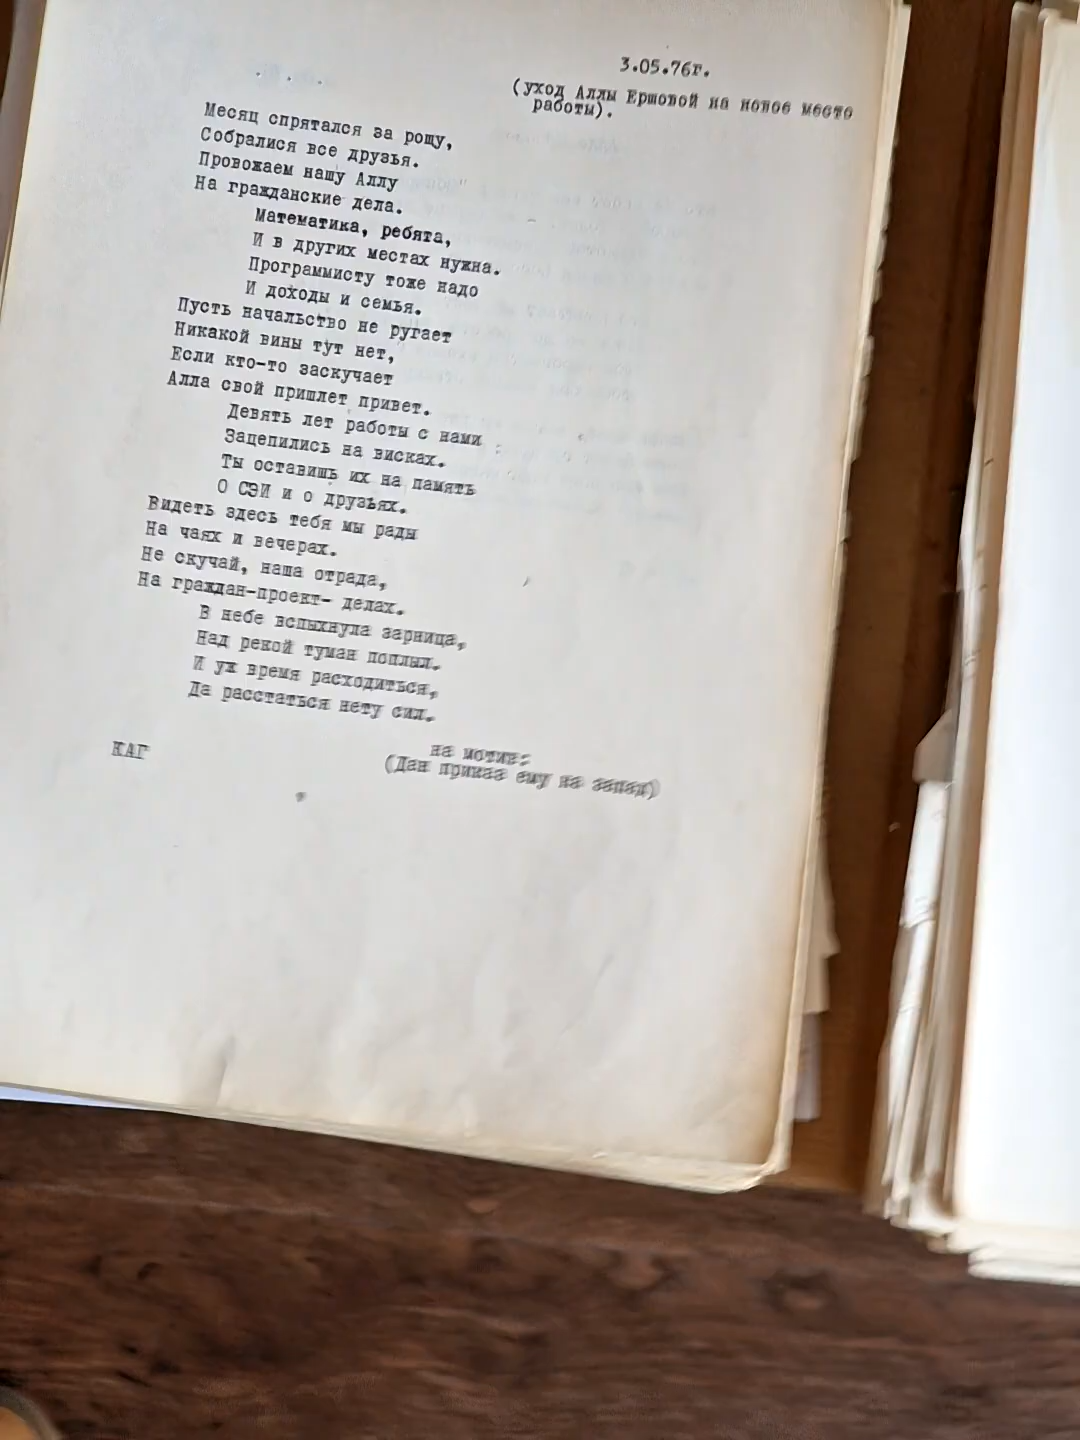 3.05.76г.
(уход Аллы Ершовой на новое место
работы).
Месяц спрятался за рощу,
Собралися все друзья.
Провожаем нашу Аллу
На гражданские дела.
Математика, ребята,
И в других местах нужна.
Программисту тоже надо
И доходы и семья.
Пусть начальство не ругает
Никакой вины тут нет,
Если кто-то заскучает
Алла свой пришлет привет.
Девять лет работы с нами
Зацепились на висках.
Ты оставишь их на память
О СЭИ и о друзьях.
Видеть здесь тебя мы рады
На чаях и вечерах.
Не скучай, наша отрада,
На граждан-проект- делах.
В небе вспыхнула зарница,
Над рекой туман поплыл.
И уж время расходиться,
Да расстаться нету сил.
КАГ
на мотив:
(Дан приказ ему на запад)